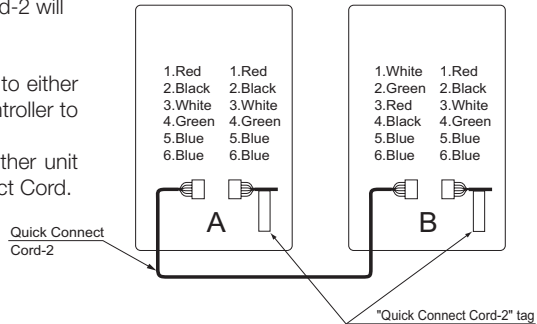 d-2 will
to either
ntroller to
ther unit
ct Cord.
1.Red 1.Red
2.Black 2.Black
3.White 3.White
4.Green 4.Green
5.Blue 5.Blue
6.Blue 6.Blue
A
1.White 1.Red
2.Green 2.Black
3.Red 3.White
4.Black 4.Green
5.Blue 5.Blue
6.Blue 6.Blue
B
Quick Connect
Cord-2
"Quick Connect Cord-2" tag